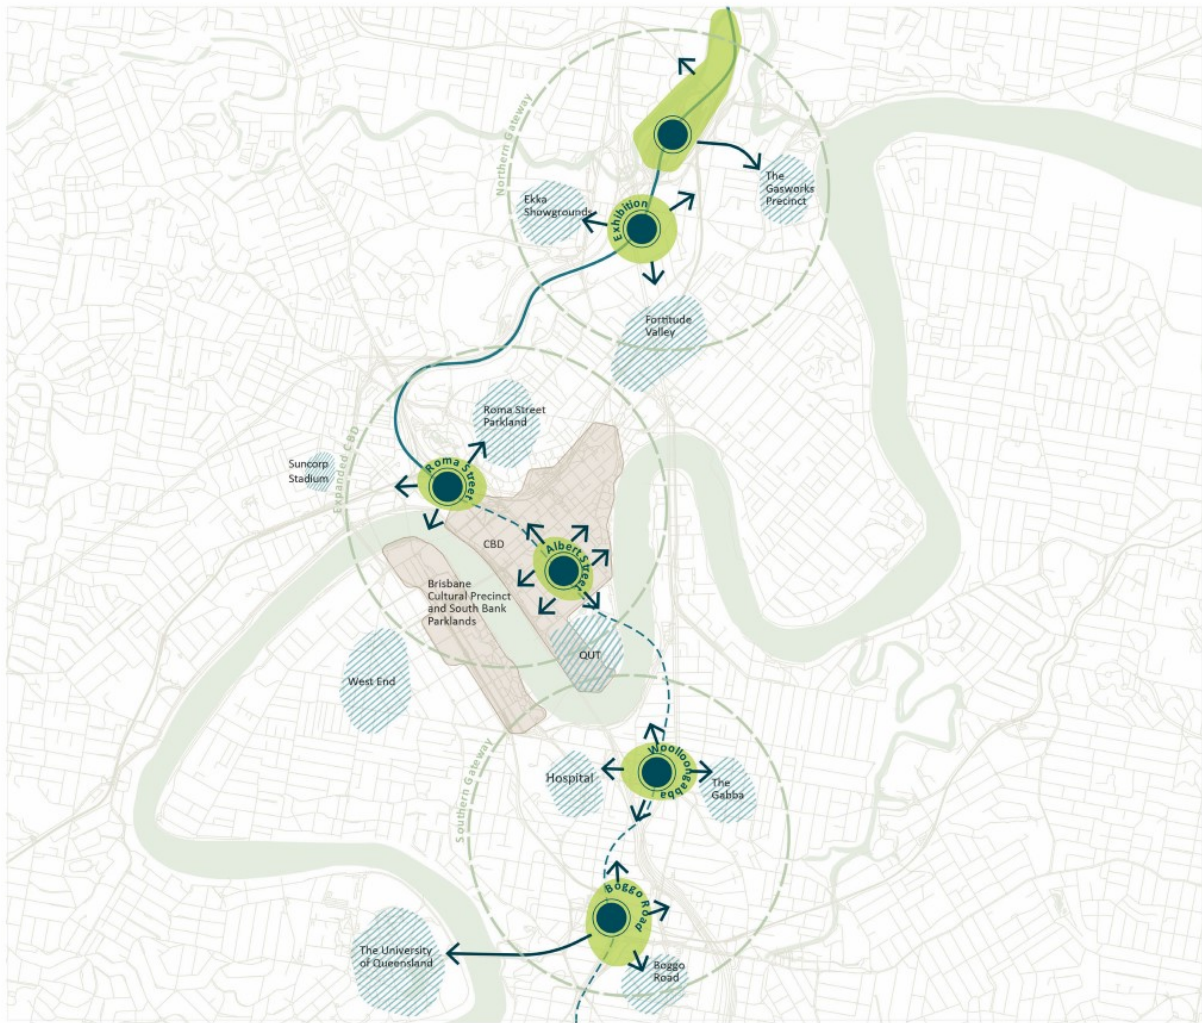 Northern Gateway
The
Gasworks
Precinct
Ekka
Showgrounds
Exhibition
Fortitude
Valley
Expanded CBD
Roma Street
Parkland
Suncorp
Stadium
Roma Street
CBD
Albert Street
Brisbane
Cultural Precinct
and South Bank
Parklands
QUT
West End
Southern Gateway
Woolloongabba
Hospital
The
Gabba
Boggo Road
The University
of Queensland
Boggo
Road